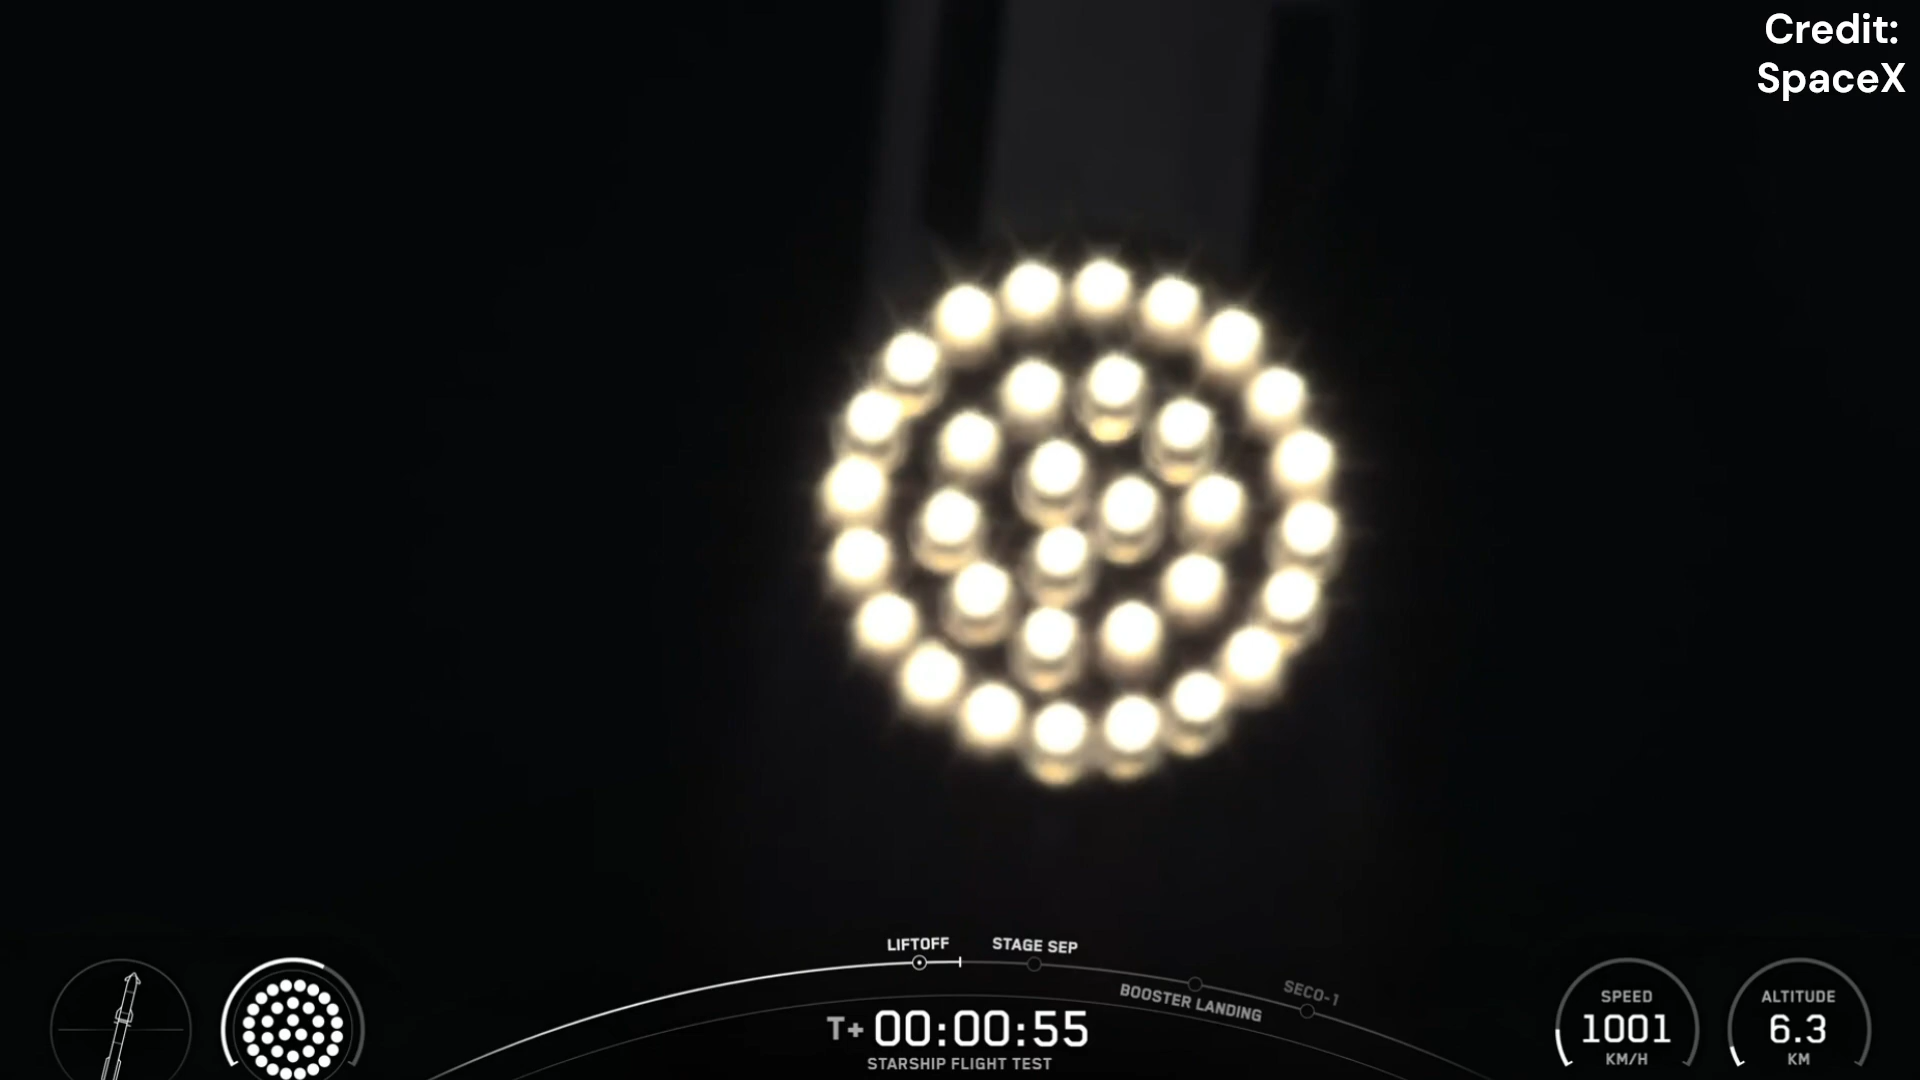 Credit:
SpaceX
LIFTOFF
STAGE SEP
BOOSTER LANDING
SECO-1
T+ 00:00:55
STARSHIP FLIGHT TEST
SPEED
1001
KM/H
ALTITUDE
6.3
KM